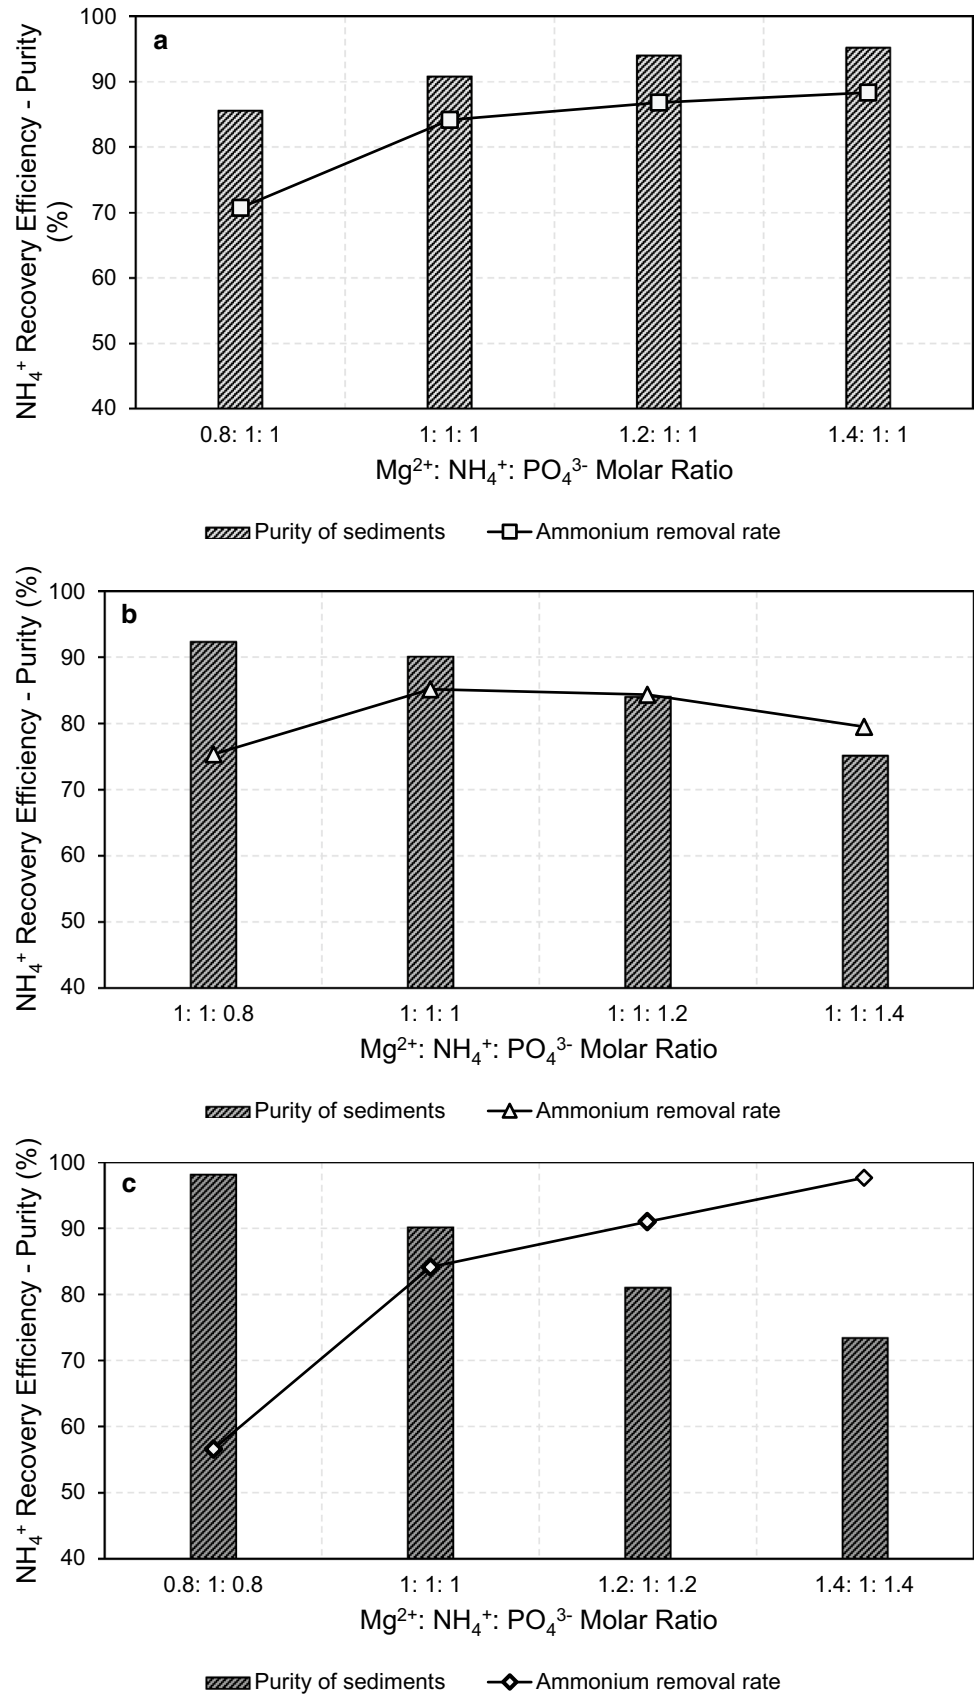 a
NH₄⁺ Recovery Efficiency - Purity
(%)
100
90
80
70
60
50
40
0.8: 1: 1 1: 1: 1 1.2: 1: 1 1.4: 1: 1
Mg²⁺: NH₄⁺: PO₄³⁻ Molar Ratio
Purity of sediments Ammonium removal rate
b
NH₄⁺ Recovery Efficiency - Purity (%)
100
90
80
70
60
50
40
1: 1: 0.8 1: 1: 1 1: 1: 1.2 1: 1: 1.4
Mg²⁺: NH₄⁺: PO₄³⁻ Molar Ratio
Purity of sediments Ammonium removal rate
c
NH₄⁺ Recovery Efficiency - Purity (%)
100
90
80
70
60
50
40
0.8: 1: 0.8 1: 1: 1 1.2: 1: 1.2 1.4: 1: 1.4
Mg²⁺: NH₄⁺: PO₄³⁻ Molar Ratio
Purity of sediments Ammonium removal rate